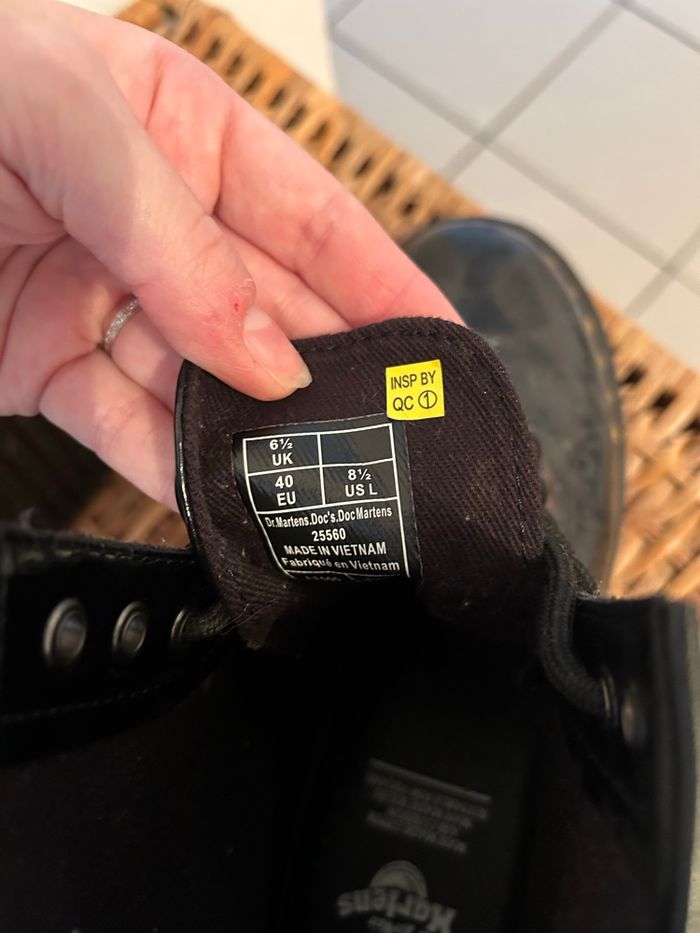 INSP BY
QC ①
6½
UK
40
EU
8½
US L
Dr.Martens.Doc's.DocMartens
25560
MADE IN VIETNAM
Fabriqué en Vietnam
Martens